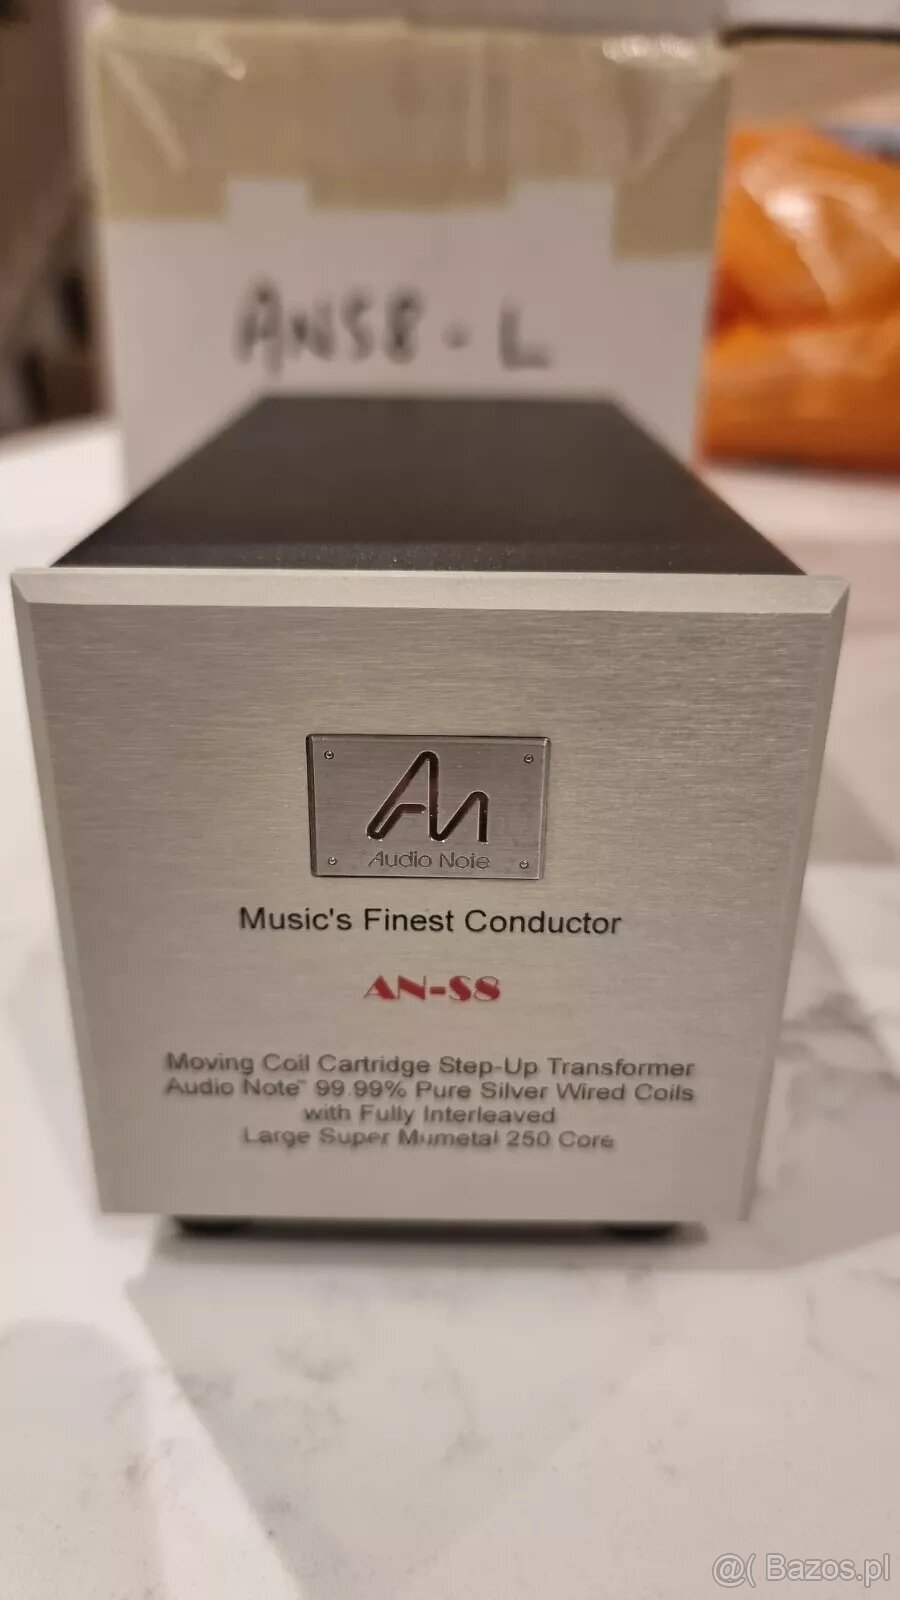 ANS8 - L
An
Audio Note
Music's Finest Conductor
AN-S8
Moving Coil Cartridge Step-Up Transformer
Audio Note™ 99.99% Pure Silver Wired Coils
with Fully Interleaved
Large Super Mumetal 250 Core
@( Bazos.pl